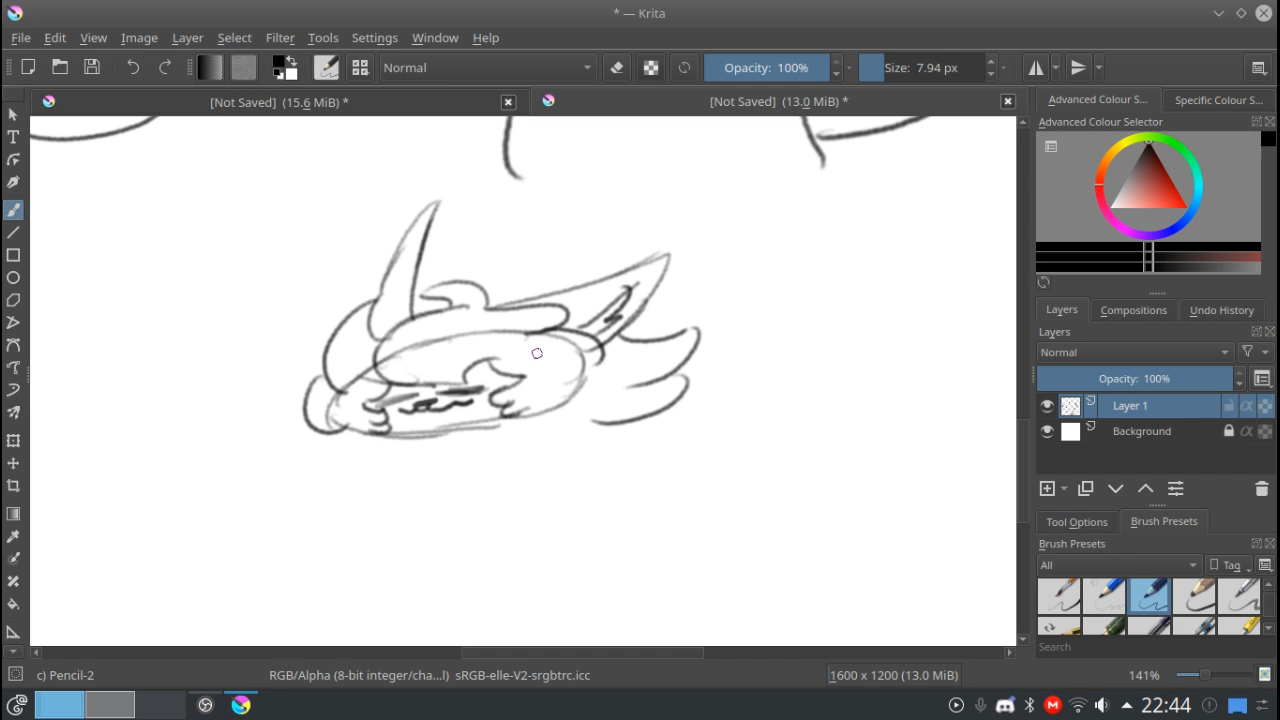 * — Krita
File Edit View Image Layer Select Filter Tools Settings Window Help
Normal Opacity: 100% Size: 7.94 px
[Not Saved] (15.6 MiB) * [Not Saved] (13.0 MiB) * Advanced Colour S... Specific Colour S...
Advanced Colour Selector
Layers Compositions Undo History
Layers
Normal
Opacity: 100%
Layer 1
Background
Tool Options Brush Presets
Brush Presets
All Tag
Search
c) Pencil-2 RGB/Alpha (8-bit integer/cha...l) sRGB-elle-V2-srgbtrc.icc 1600 x 1200 (13.0 MiB) 141%
22:44